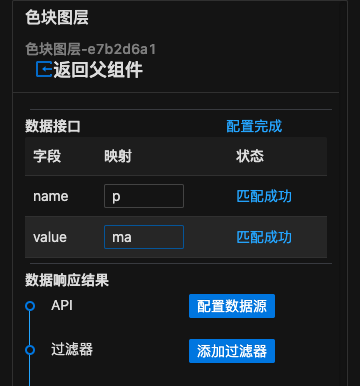 色块图层
色块图层-e7b2d6a1
返回父组件
数据接口 配置完成
字段 映射 状态
name p 匹配成功
value ma 匹配成功
数据响应结果
API 配置数据源
过滤器 添加过滤器